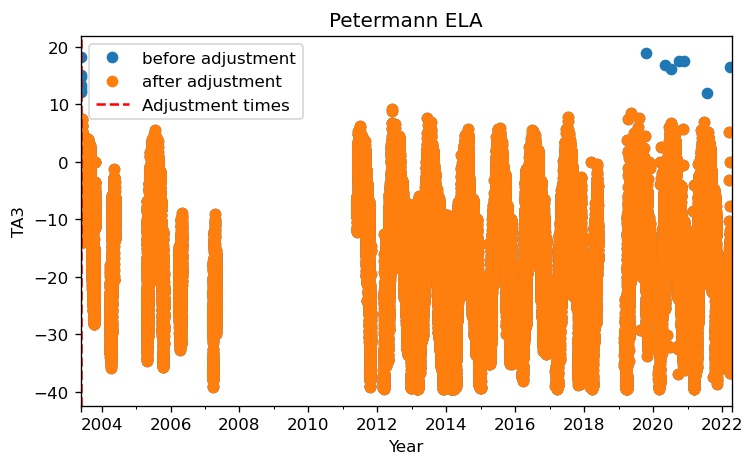 Petermann ELA
before adjustment
after adjustment
Adjustment times
20
10
0
−10
−20
−30
−40
TA3
2004 2006 2008 2010 2012 2014 2016 2018 2020 2022
Year